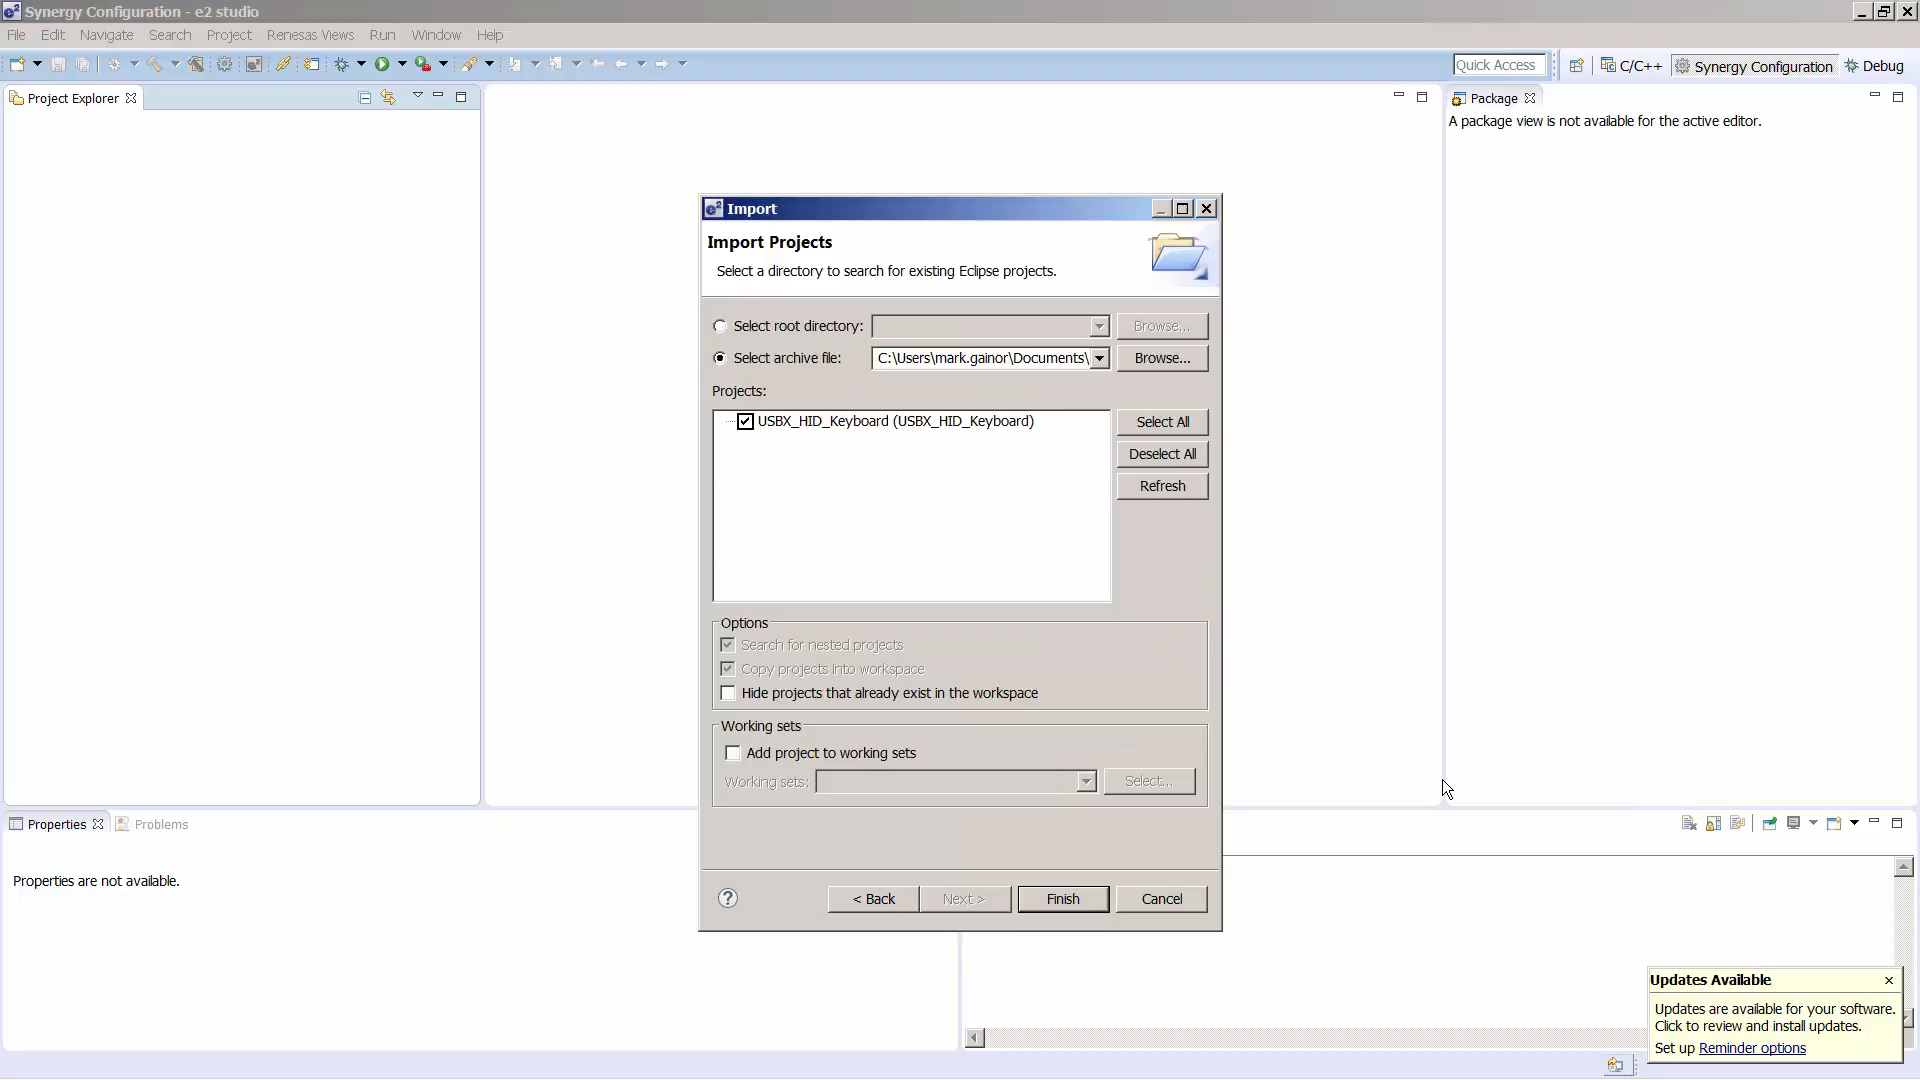 Synergy Configuration - e2 studio
File Edit Navigate Search Project Renesas Views Run Window Help
Quick Access C/C++ Synergy Configuration Debug
Project Explorer
Package
A package view is not available for the active editor.
Import
Import Projects
Select a directory to search for existing Eclipse projects.
Select root directory: Browse...
Select archive file: C:\Users\mark.gainor\Documents\ Browse...
Projects:
USBX_HID_Keyboard (USBX_HID_Keyboard)
Select All
Deselect All
Refresh
Options
Search for nested projects
Copy projects into workspace
Hide projects that already exist in the workspace
Working sets
Add project to working sets
Working sets: Select...
< Back Next > Finish Cancel
Properties Problems
Properties are not available.
Updates Available
Updates are available for your software.
Click to review and install updates.
Set up Reminder options